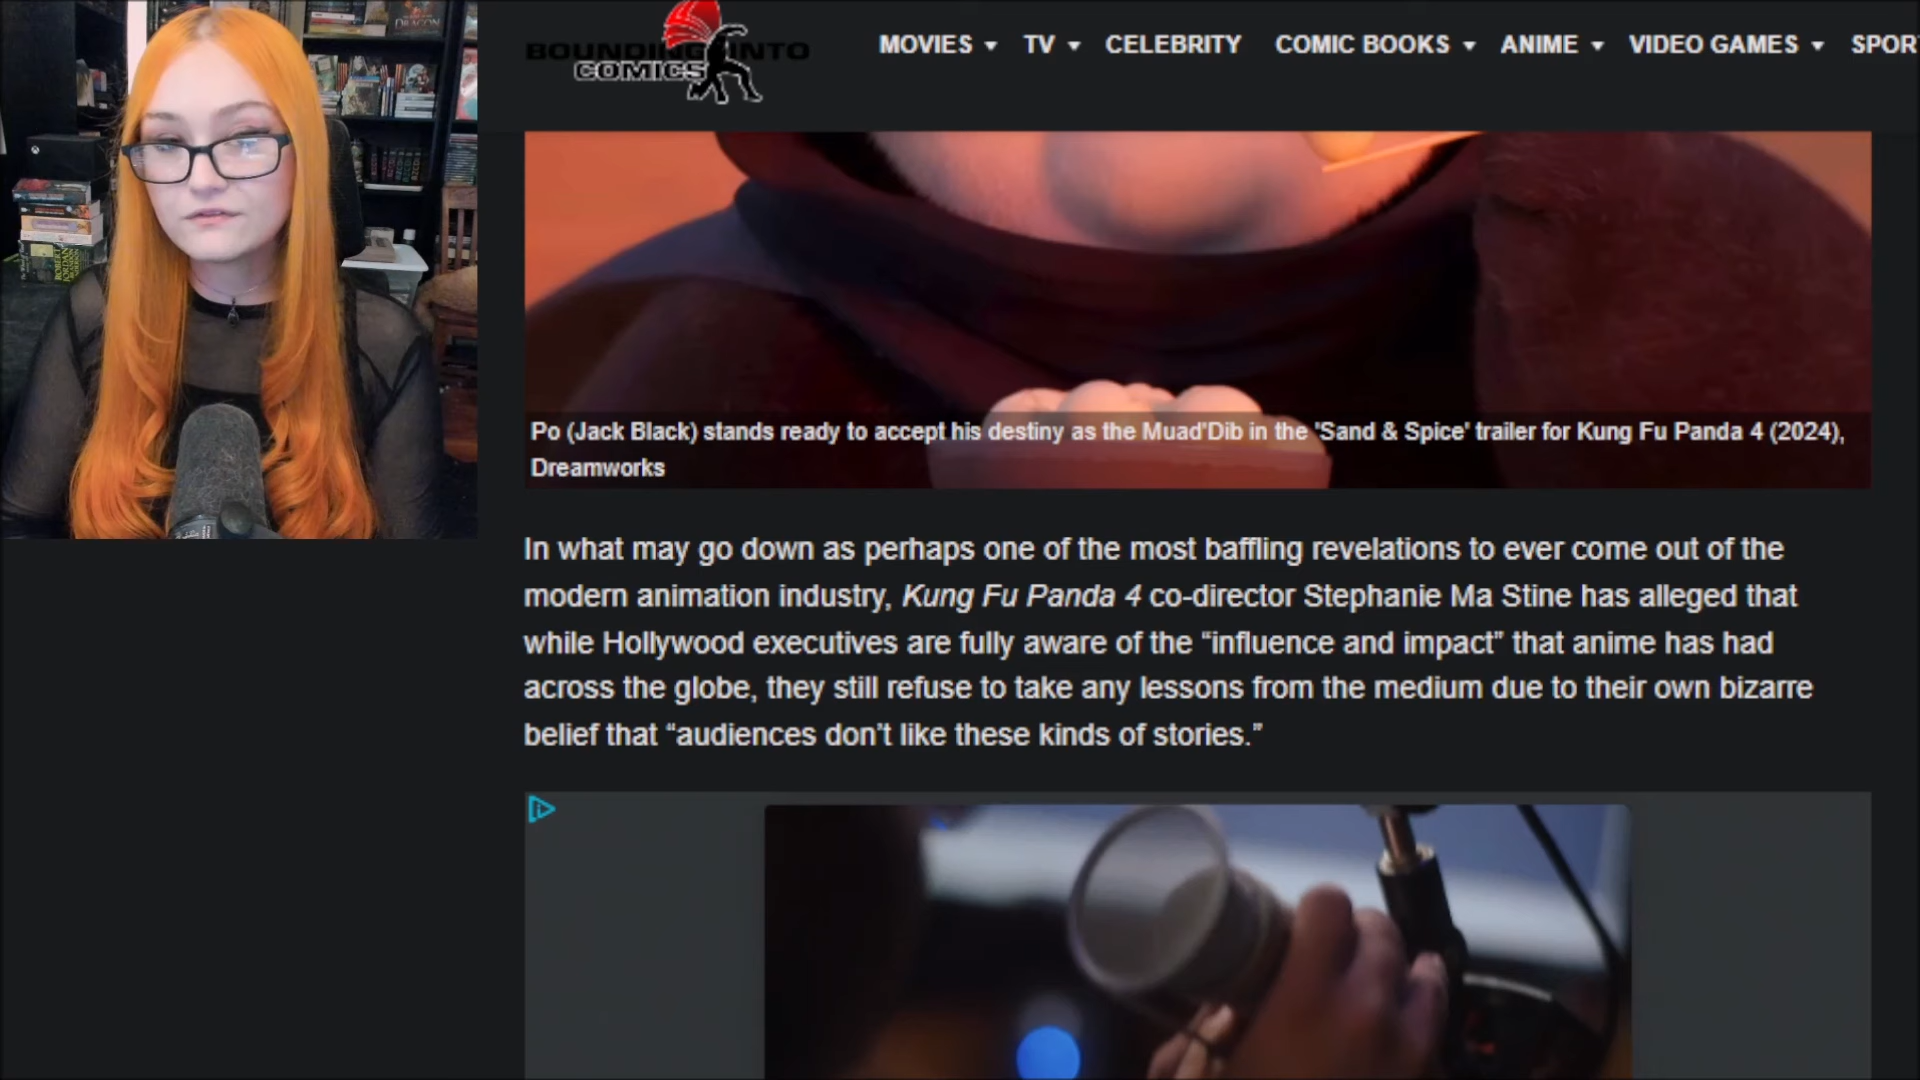 DRAGON
ROBERT
JORDAN
BOUNDING INTO
COMICS
MOVIES
TV
CELEBRITY
COMIC BOOKS
ANIME
VIDEO GAMES
SPOR
Po (Jack Black) stands ready to accept his destiny as the Muad'Dib in the 'Sand & Spice' trailer for Kung Fu Panda 4 (2024),
Dreamworks
In what may go down as perhaps one of the most baffling revelations to ever come out of the
modern animation industry, Kung Fu Panda 4 co-director Stephanie Ma Stine has alleged that
while Hollywood executives are fully aware of the “influence and impact” that anime has had
across the globe, they still refuse to take any lessons from the medium due to their own bizarre
belief that “audiences don’t like these kinds of stories.”